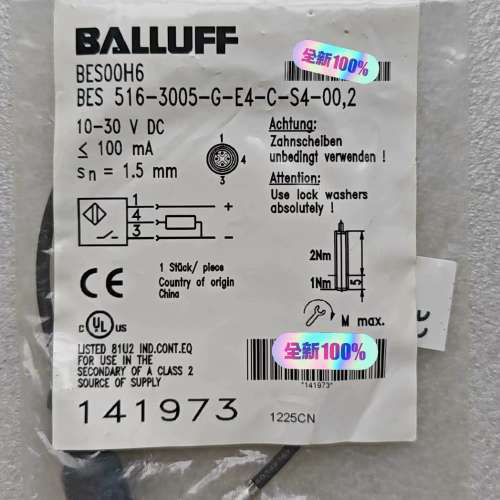 BALLUFF
全新100%
BES00H6
BES 516-3005-G-E4-C-S4-00,2
10-30 V DC
≤ 100 mA
sn = 1.5 mm
1
4
3
Achtung:
Zahnscheiben
unbedingt verwenden !
Attention:
Use lock washers
absolutely !
1 +
4
3 –
2Nm
1Nm
5
CE
1 Stück/ piece
Country of origin
China
M max.
c UL us
LISTED 81U2 IND.CONT.EQ
FOR USE IN THE
SECONDARY OF A CLASS 2
SOURCE OF SUPPLY
全新100%
"141973"
141973
1225CN
CE